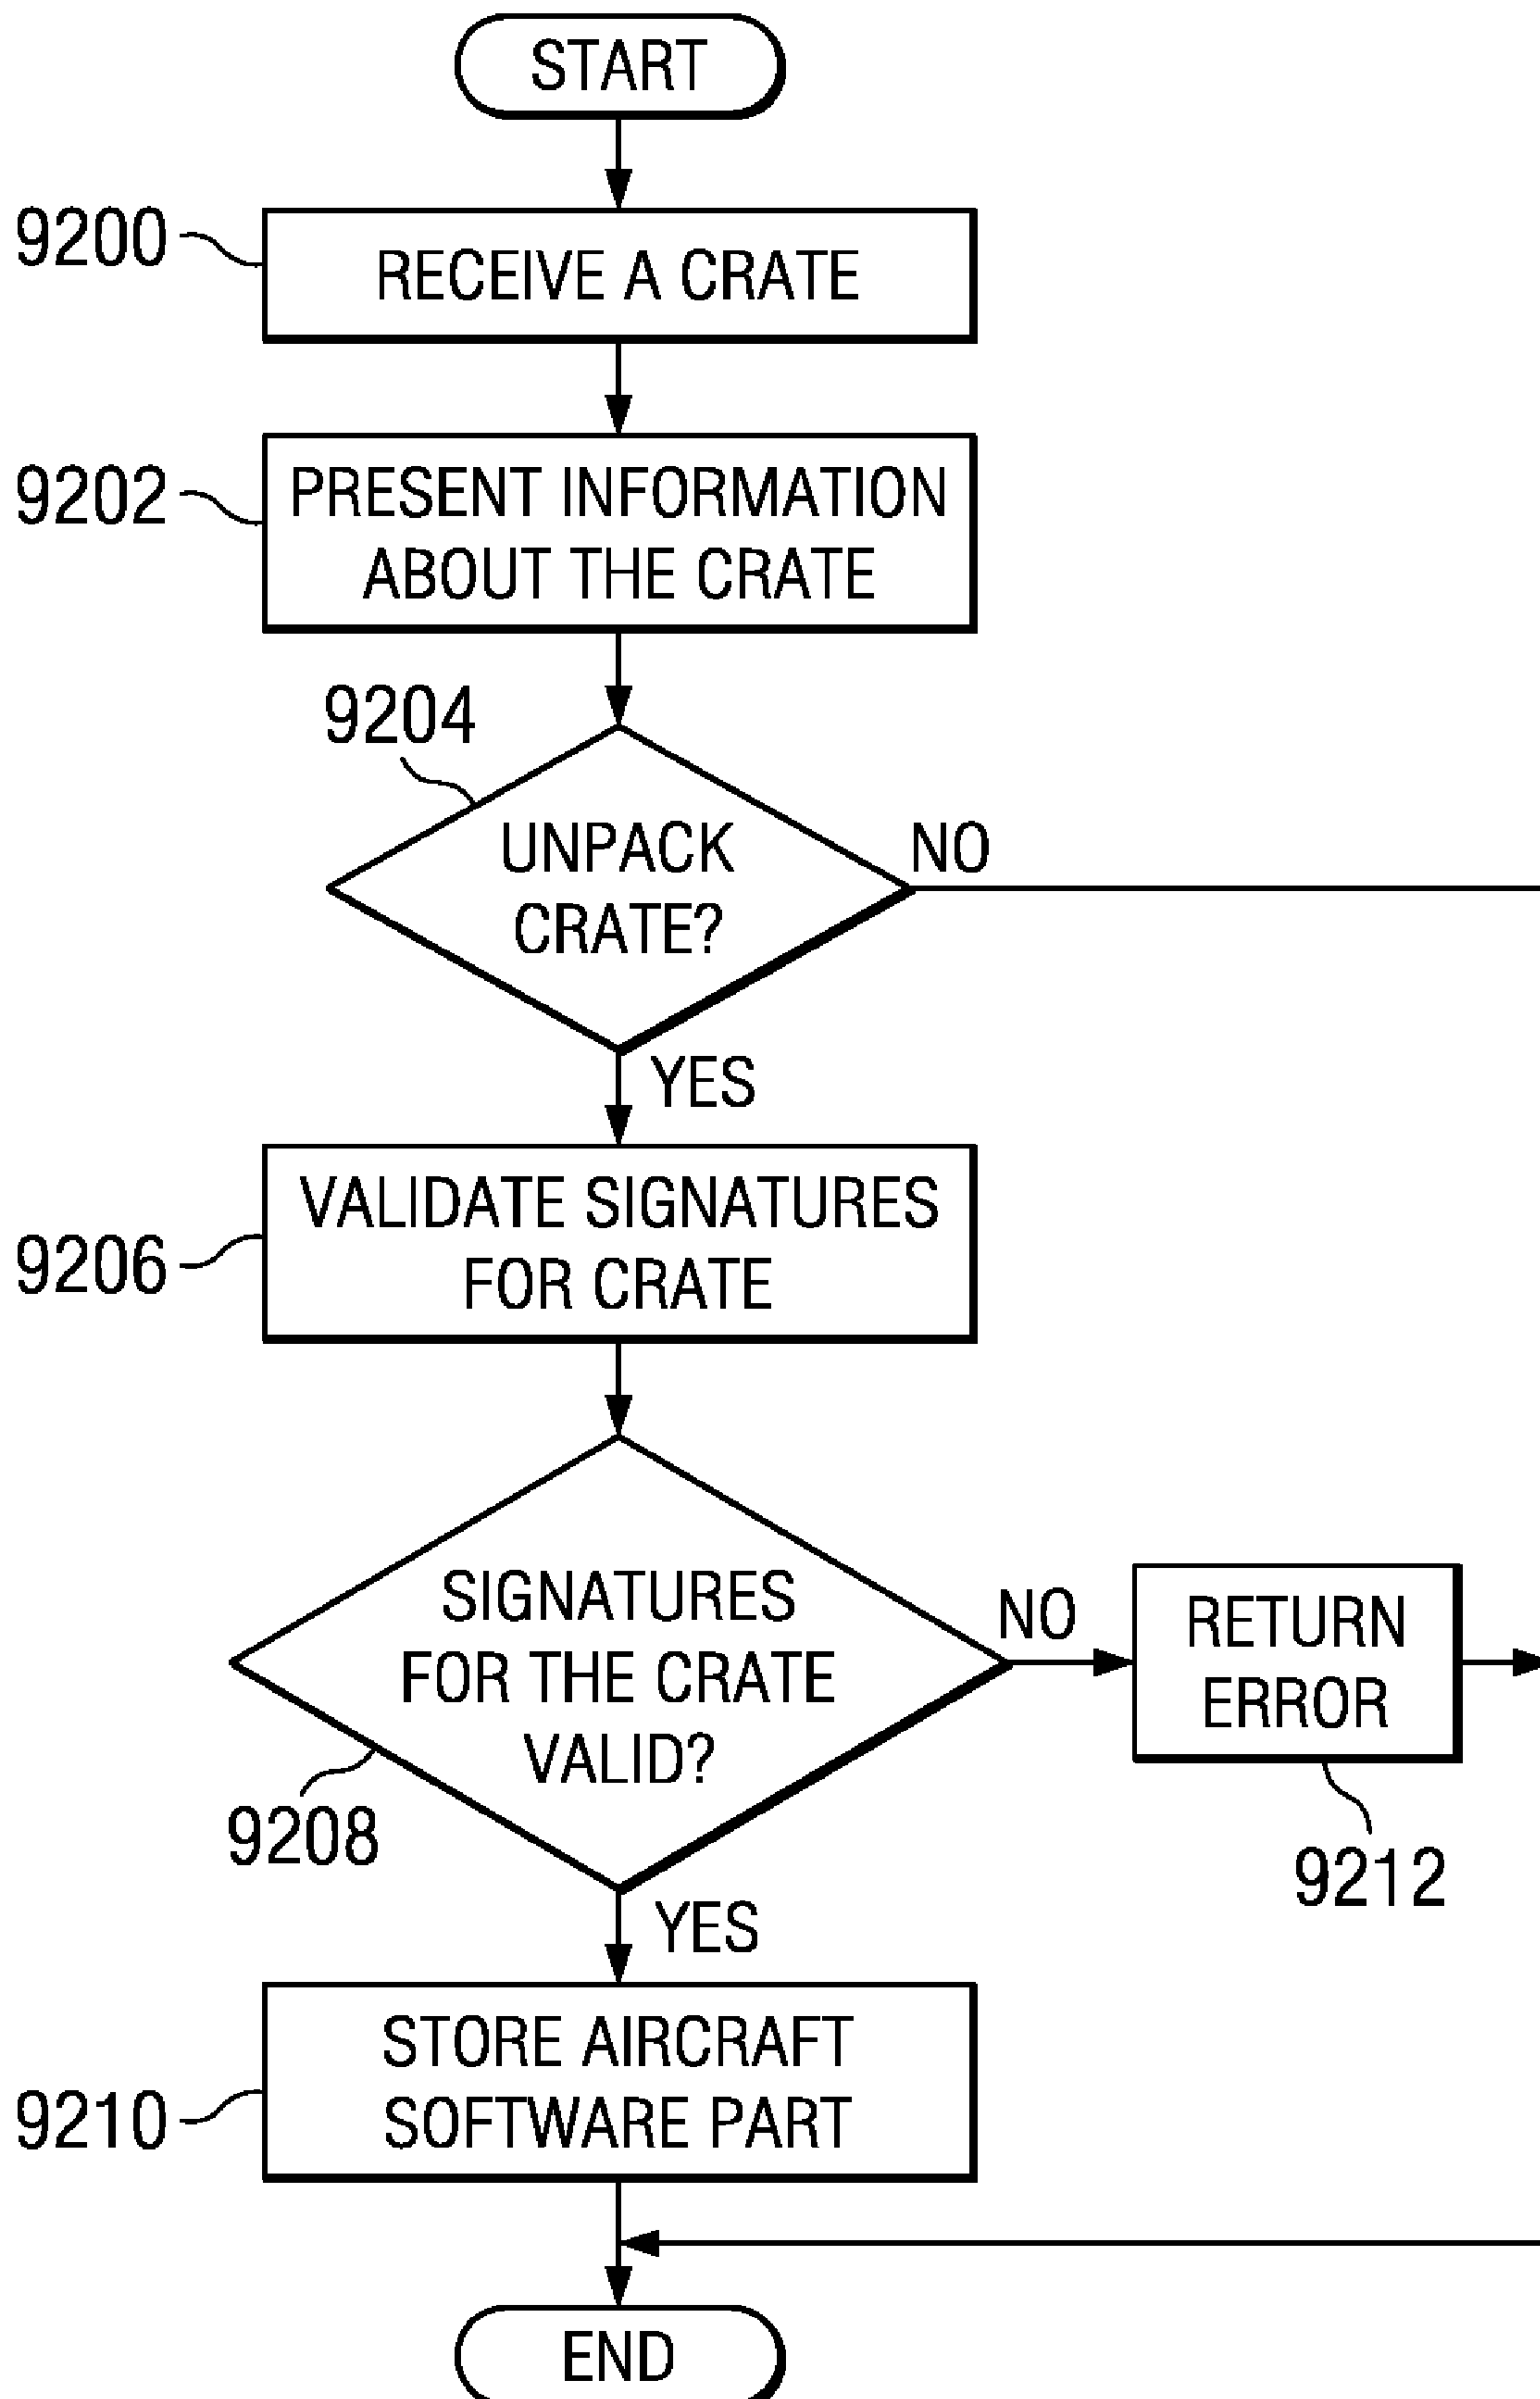 START
9200
RECEIVE A CRATE
9202
PRESENT INFORMATION
ABOUT THE CRATE
9204
UNPACK
CRATE?
NO
YES
9206
VALIDATE SIGNATURES
FOR CRATE
SIGNATURES
FOR THE CRATE
VALID?
NO
RETURN
ERROR
9208
9212
YES
9210
STORE AIRCRAFT
SOFTWARE PART
END